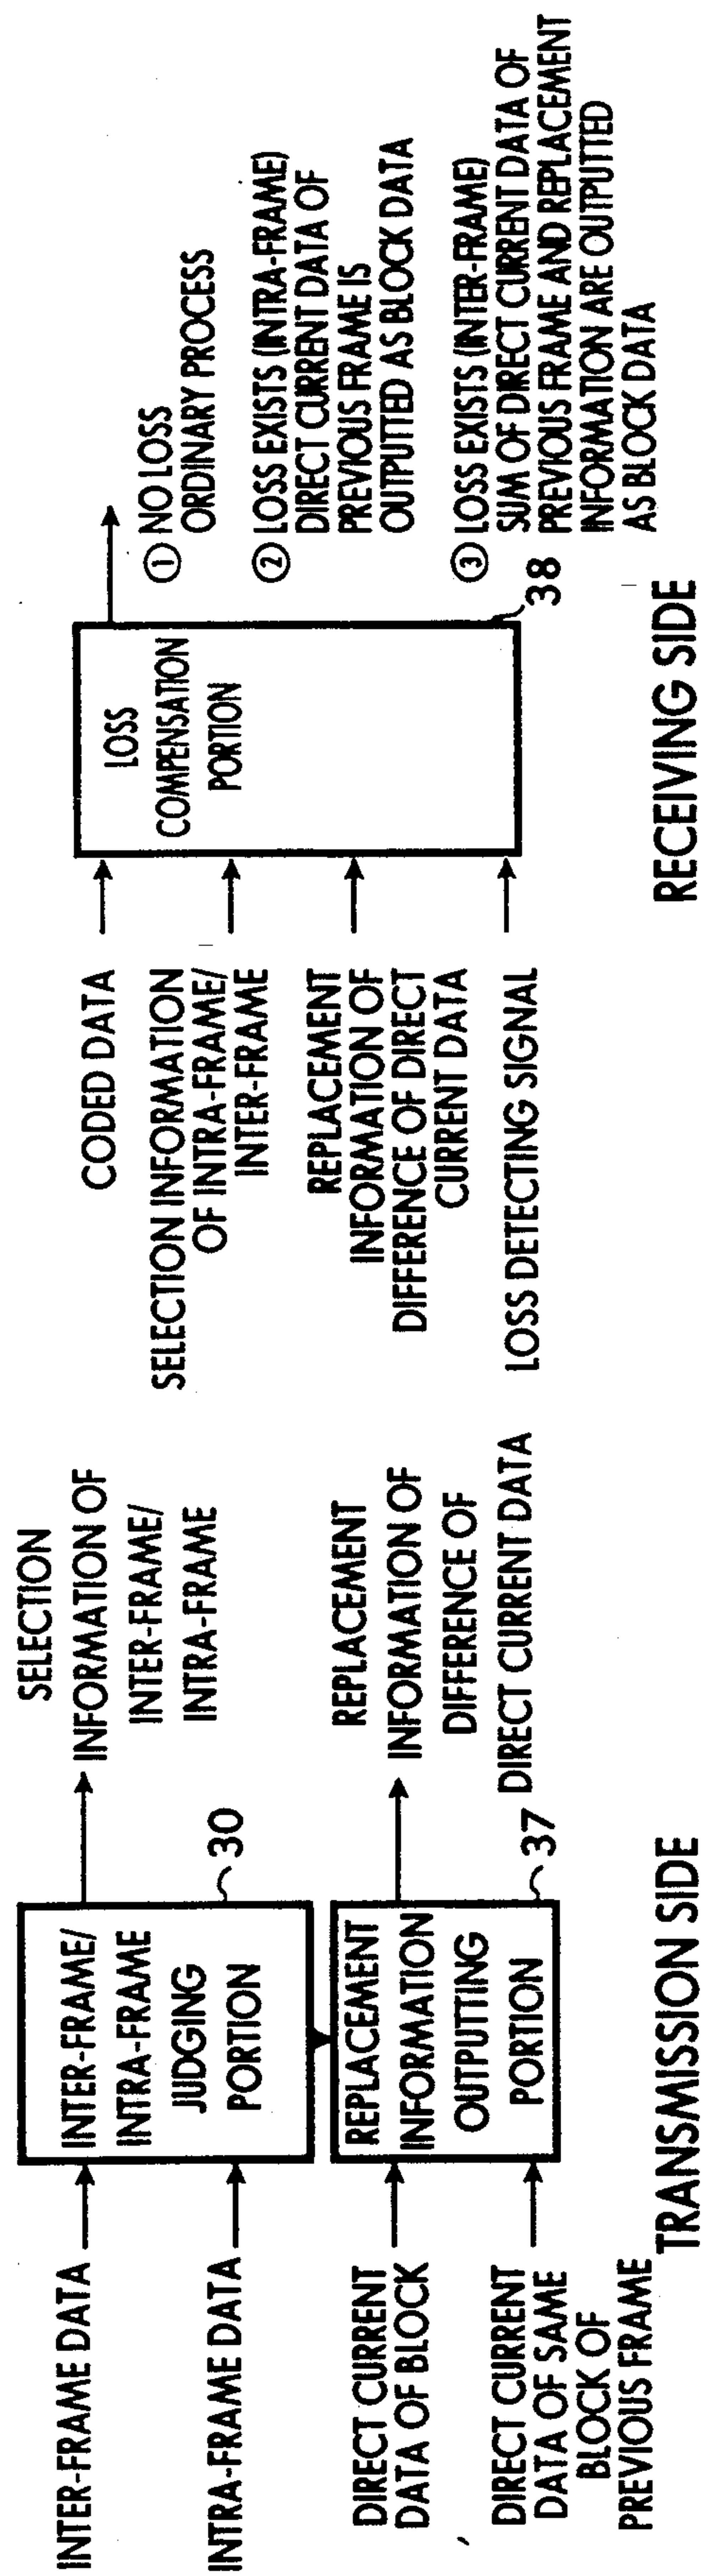 INTER-FRAME DATA
INTRA-FRAME DATA
INTER-FRAME/
INTRA-FRAME
JUDGING
PORTION
30
SELECTION
INFORMATION OF
INTER-FRAME/
INTRA-FRAME
DIRECT CURRENT
DATA OF BLOCK
DIRECT CURRENT
DATA OF SAME
BLOCK OF
PREVIOUS FRAME
REPLACEMENT
INFORMATION
OUTPUTTING
PORTION
37
REPLACEMENT
INFORMATION OF
DIFFERENCE OF
DIRECT CURRENT DATA
TRANSMISSION SIDE
CODED DATA
SELECTION INFORMATION
OF INTRA-FRAME/
INTER-FRAME
REPLACEMENT
INFORMATION OF
DIFFERENCE OF DIRECT
CURRENT DATA
LOSS DETECTING SIGNAL
LOSS
COMPENSATION
PORTION
38
① NO LOSS
ORDINARY PROCESS
② LOSS EXISTS (INTRA-FRAME)
DIRECT CURRENT DATA OF
PREVIOUS FRAME IS
OUTPUTTED AS BLOCK DATA
③ LOSS EXISTS (INTER-FRAME)
SUM OF DIRECT CURRENT DATA OF
PREVIOUS FRAME AND REPLACEMENT
INFORMATION ARE OUTPUTTED
AS BLOCK DATA
RECEIVING SIDE